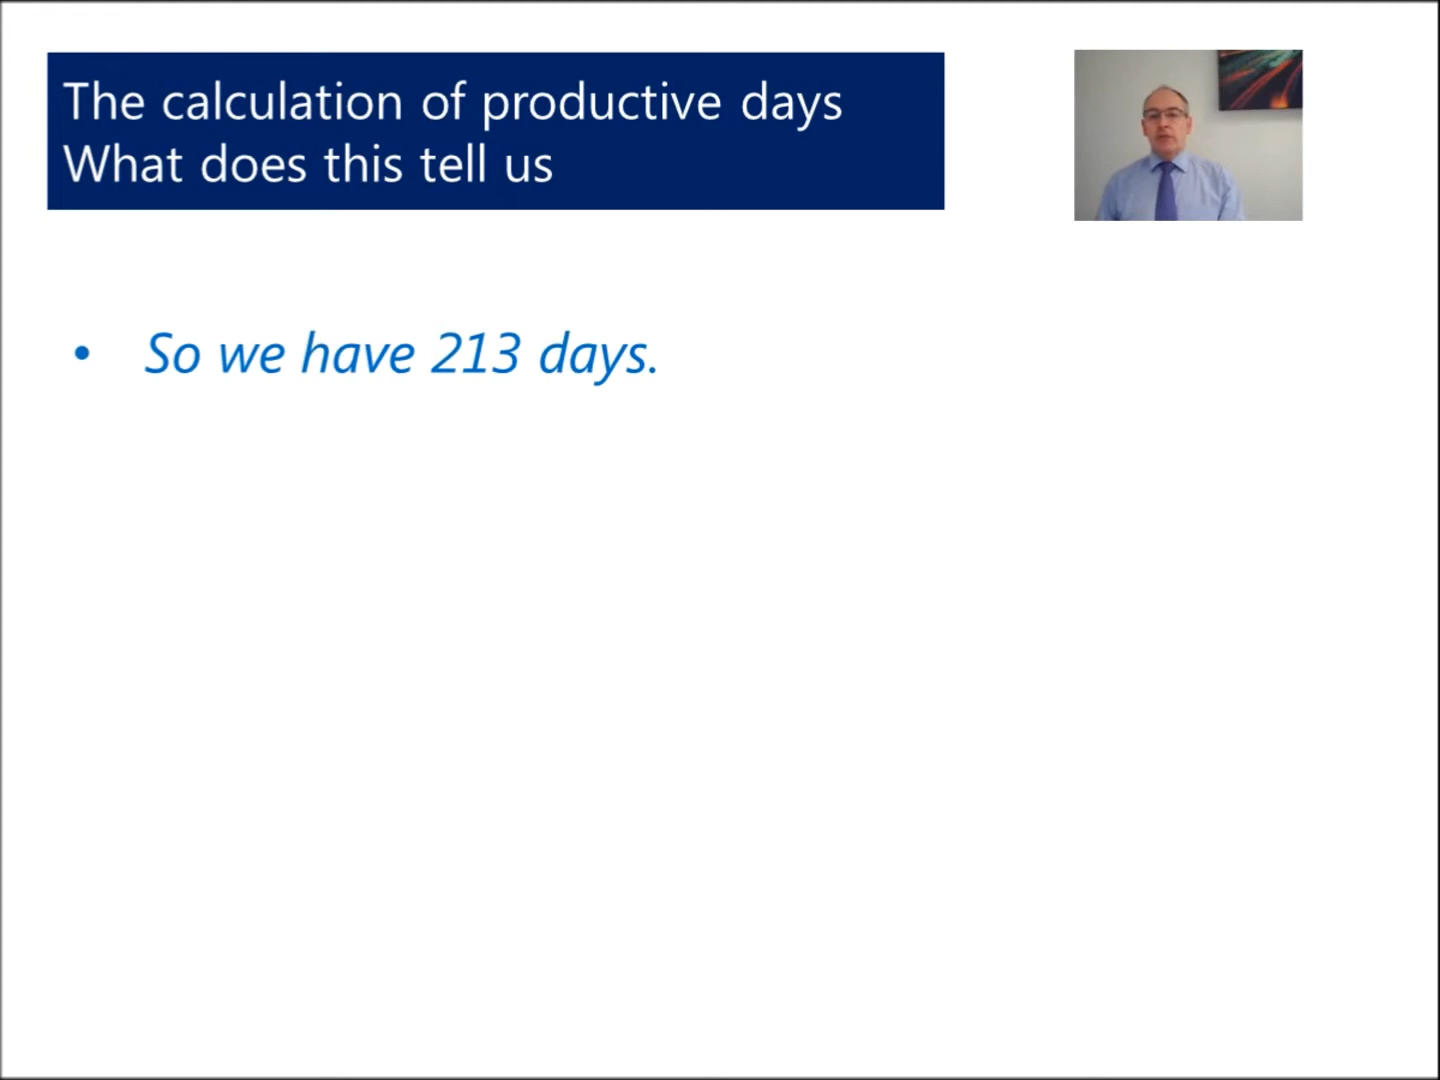 The calculation of productive days
What does this tell us
• So we have 213 days.